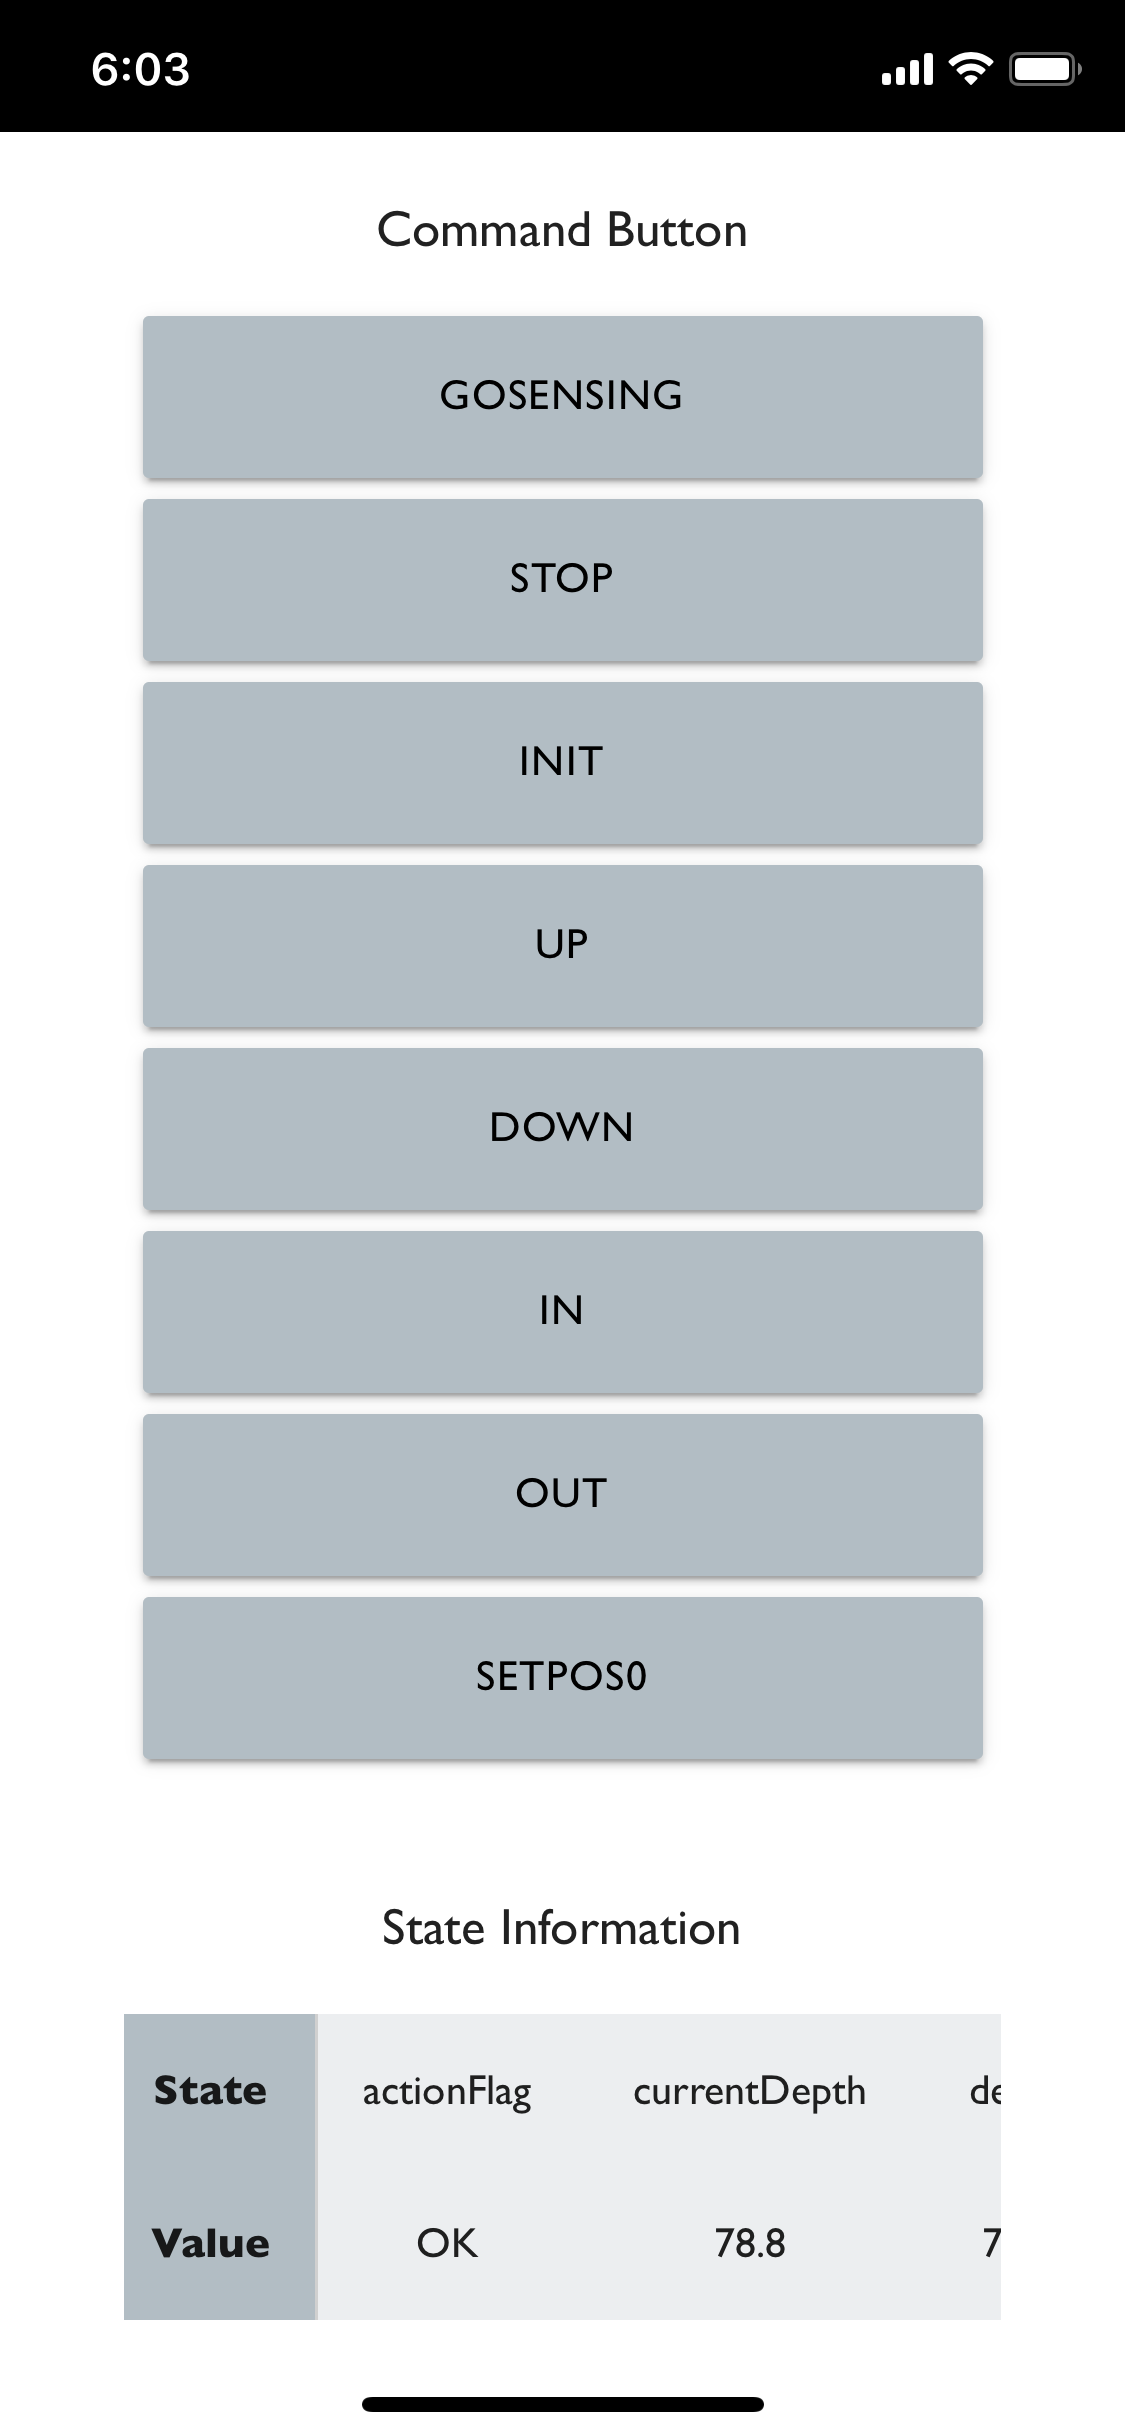 6:03
Command Button
GOSENSING
STOP
INIT
UP
DOWN
IN
OUT
SETPOS0
State Information
State actionFlag currentDepth de
Value OK 78.8 7